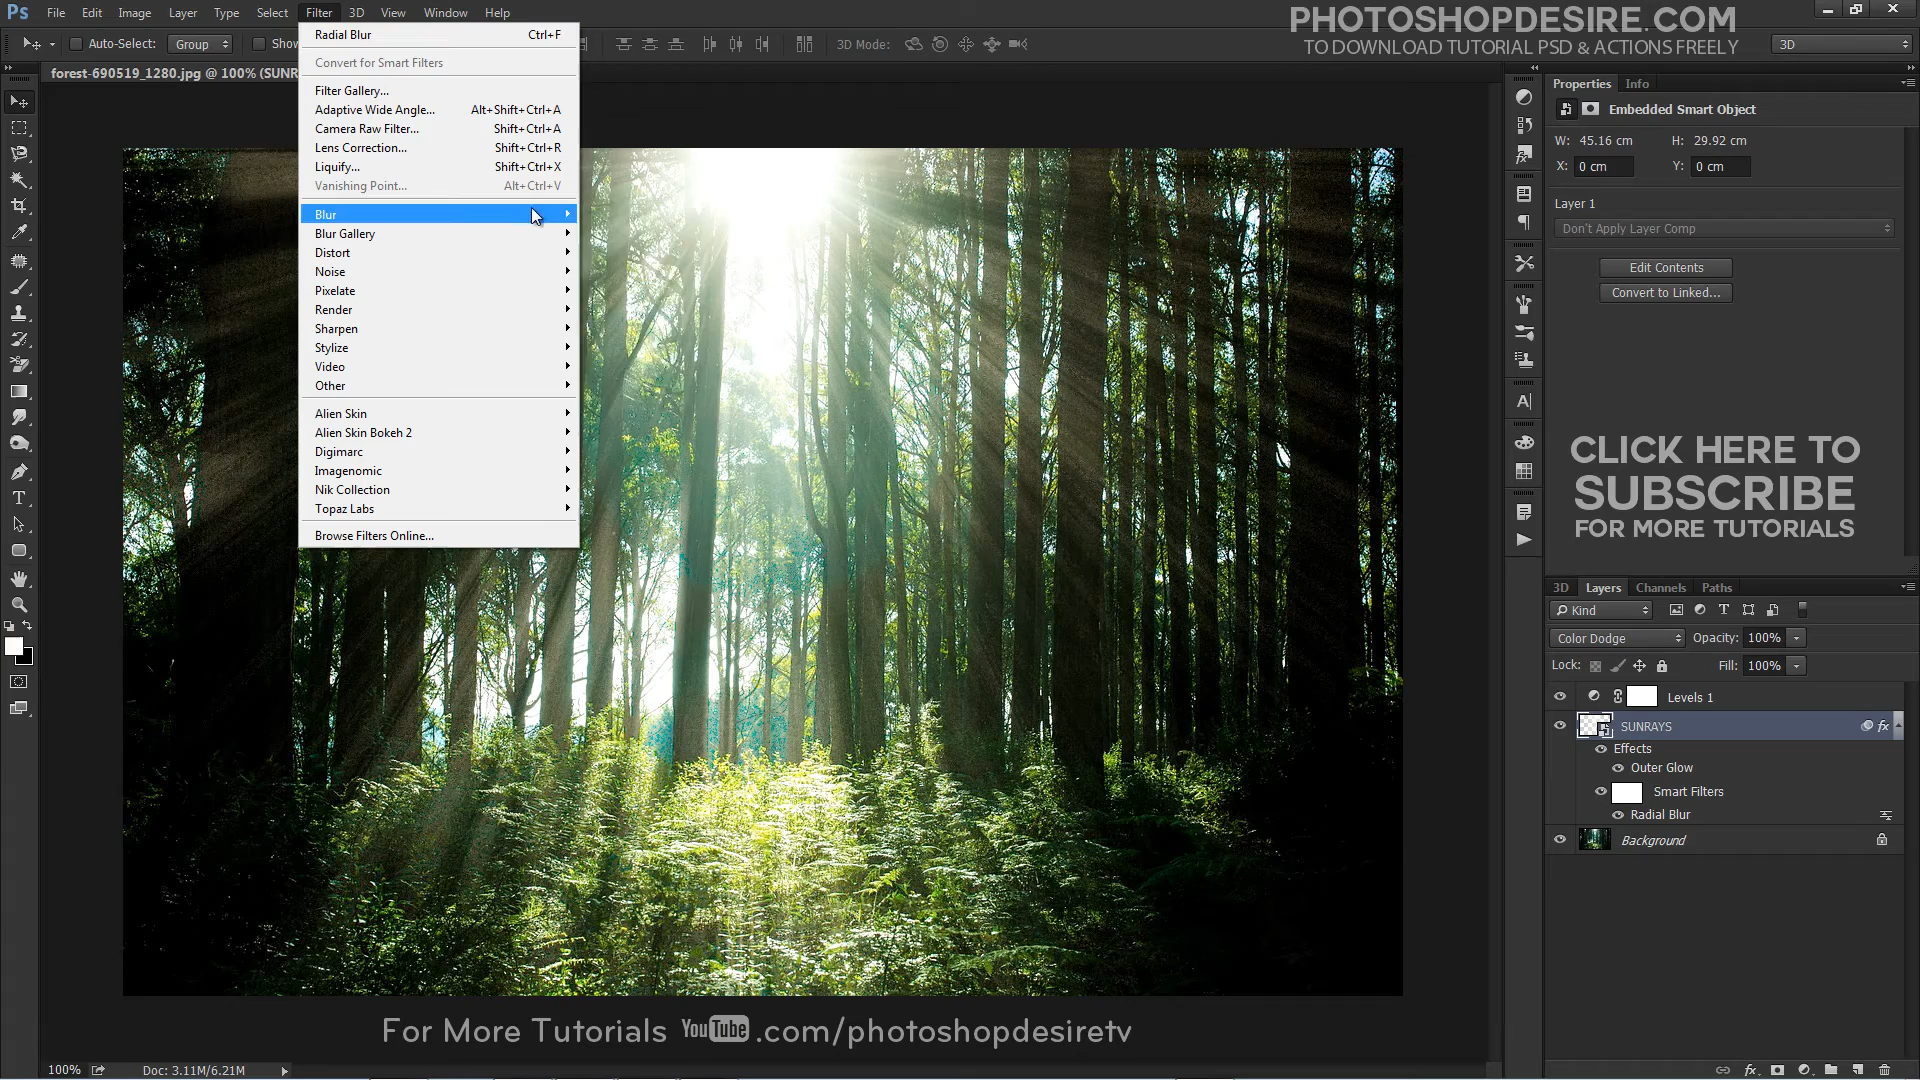 Ps File Edit Image Layer Type Select Filter 3D View Window Help
PHOTOSHOPDESIRE.COM
TO DOWNLOAD TUTORIAL PSD & ACTIONS FREELY
Auto-Select: Group Show
3D Mode:
3D
forest-690519_1280.jpg @ 100% (SUNR
Radial Blur Ctrl+F
Convert for Smart Filters
Filter Gallery...
Adaptive Wide Angle... Alt+Shift+Ctrl+A
Camera Raw Filter... Shift+Ctrl+A
Lens Correction... Shift+Ctrl+R
Liquify... Shift+Ctrl+X
Vanishing Point... Alt+Ctrl+V
Blur
Blur Gallery
Distort
Noise
Pixelate
Render
Sharpen
Stylize
Video
Other
Alien Skin
Alien Skin Bokeh 2
Digimarc
Imagenomic
Nik Collection
Topaz Labs
Browse Filters Online...
Properties Info
Embedded Smart Object
W: 45.16 cm H: 29.92 cm
X: 0 cm Y: 0 cm
Layer 1
Don't Apply Layer Comp
Edit Contents
Convert to Linked...
CLICK HERE TO
SUBSCRIBE
FOR MORE TUTORIALS
3D Layers Channels Paths
Kind
Color Dodge Opacity: 100%
Lock: Fill: 100%
Levels 1
SUNRAYS fx
Effects
Outer Glow
Smart Filters
Radial Blur
Background
For More Tutorials YouTube .com/photoshopdesiretv
100% Doc: 3.11M/6.21M
fx